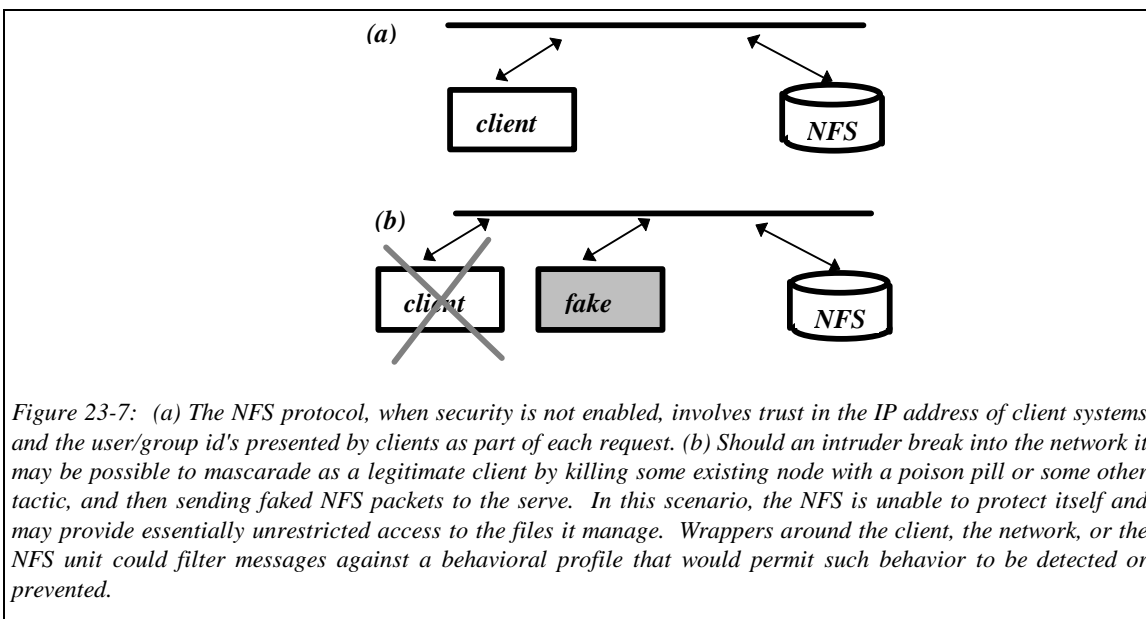 (a)
client
NFS
(b)
client
fake
NFS
Figure 23-7: (a) The NFS protocol, when security is not enabled, involves trust in the IP address of client systems
and the user/group id's presented by clients as part of each request. (b) Should an intruder break into the network it
may be possible to mascarade as a legitimate client by killing some existing node with a poison pill or some other
tactic, and then sending faked NFS packets to the serve. In this scenario, the NFS is unable to protect itself and
may provide essentially unrestricted access to the files it manage. Wrappers around the client, the network, or the
NFS unit could filter messages against a behavioral profile that would permit such behavior to be detected or
prevented.